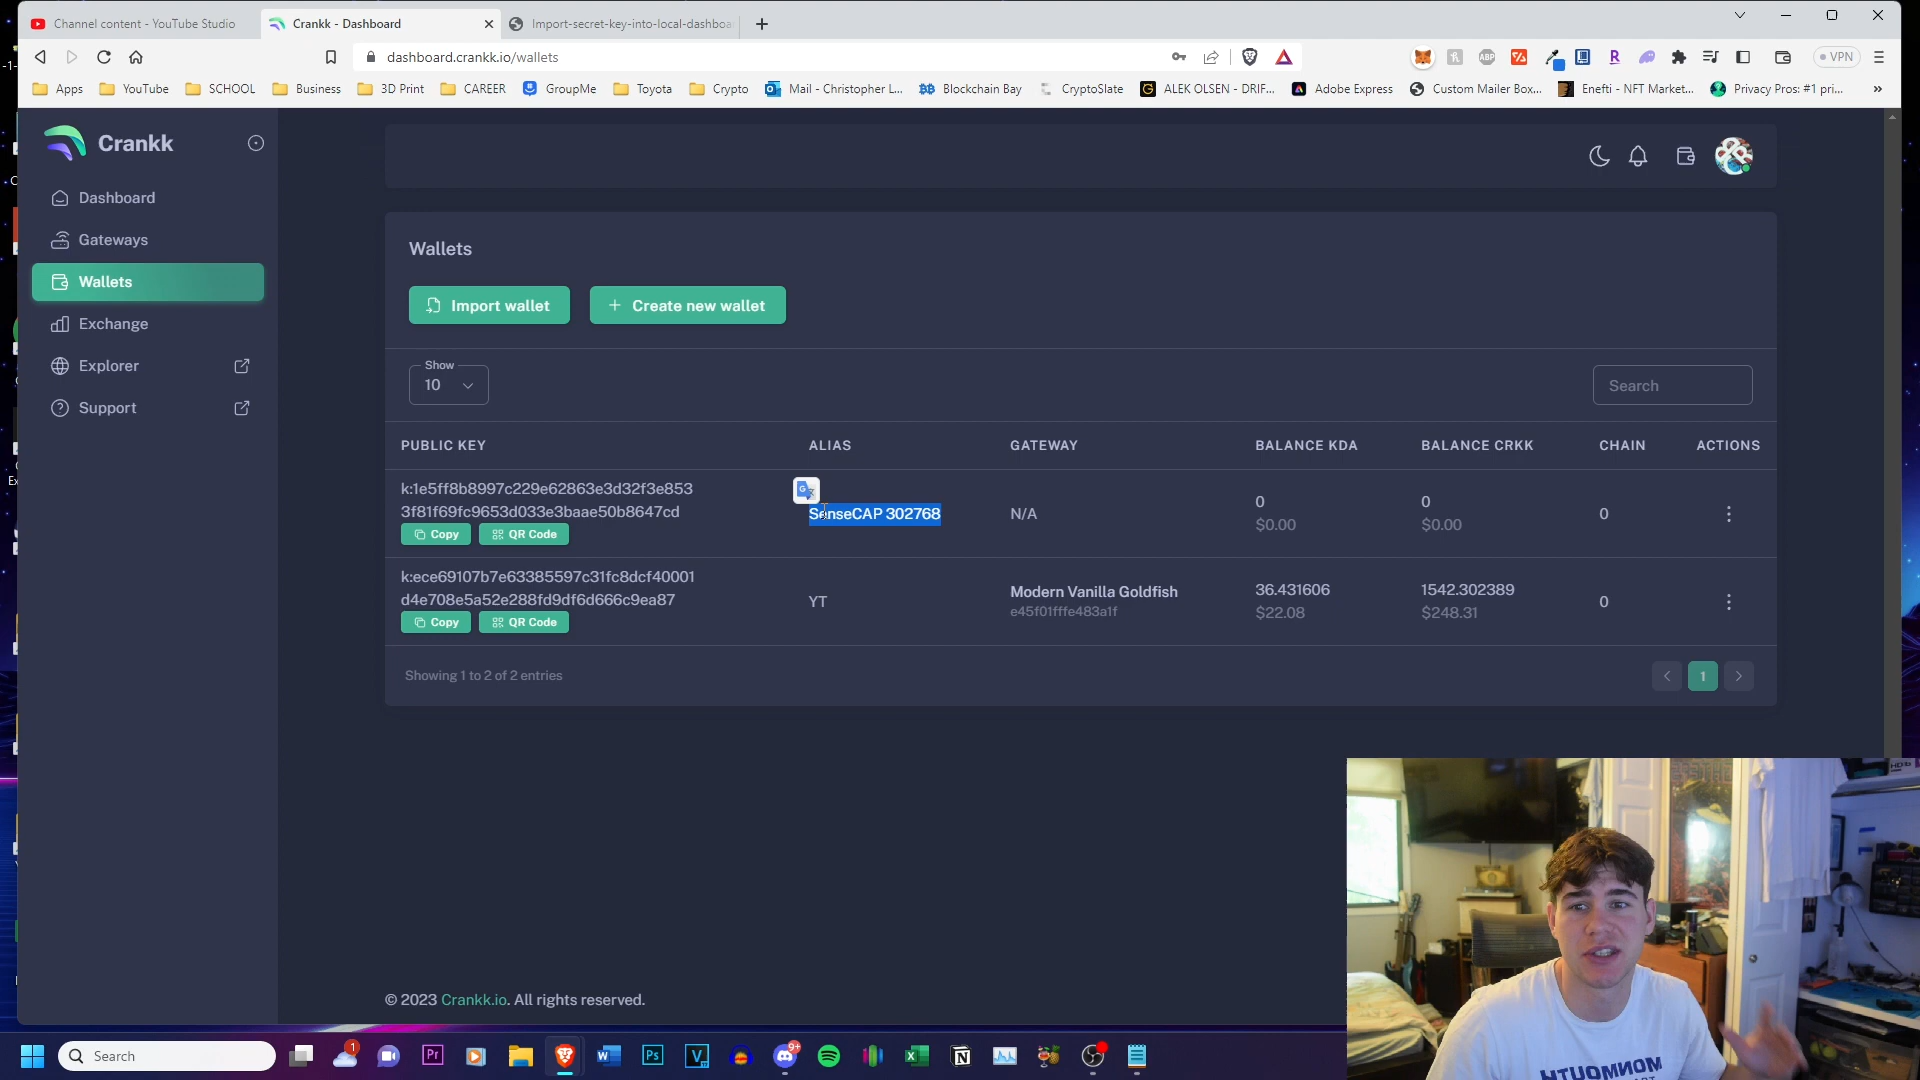 Channel content - YouTube Studio
Crankk - Dashboard
Import-secret-key-into-local-dashboa
dashboard.crankk.io/wallets
VPN
Apps
YouTube
SCHOOL
Business
3D Print
CAREER
GroupMe
Toyota
Crypto
Mail - Christopher L...
Blockchain Bay
CryptoSlate
ALEK OLSEN - DRIF...
Adobe Express
Custom Mailer Box...
Enefti - NFT Market...
Privacy Pros: #1 pri...
Crankk
Dashboard
Gateways
Wallets
Exchange
Explorer
Support
Wallets
Import wallet
Create new wallet
Show
10
Search
PUBLIC KEY ALIAS GATEWAY BALANCE KDA BALANCE CRKK CHAIN ACTIONS
k:1e5ff8b8997c229e62863e3d32f3e853
3f81f69fc9653d033e3baae50b8647cd
Copy
QR Code
SenseCAP 302768
N/A
0
$0.00
0
$0.00
0
k:ece69107b7e63385597c31fc8dcf40001
d4e708e5a52e288fd9df6d666c9ea87
Copy
QR Code
YT
Modern Vanilla Goldfish
e45f01fffe483a1f
36.431606
$22.08
1542.302389
$248.31
0
Showing 1 to 2 of 2 entries
1
© 2023 Crankk.io. All rights reserved.
MONMOUTH
Search
1
9+